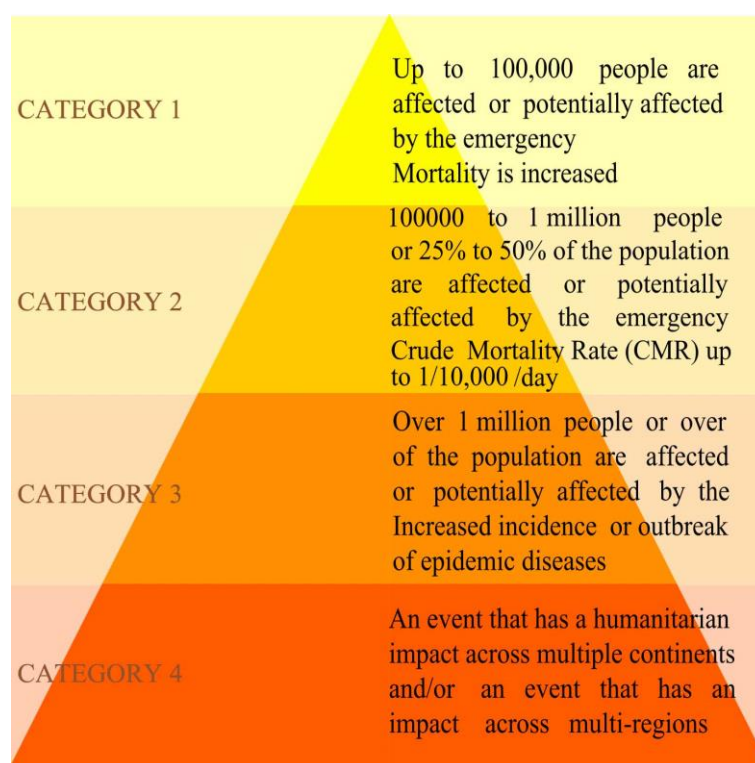 CATEGORY 1
Up to 100,000 people are
affected or potentially affected
by the emergency
Mortality is increased
CATEGORY 2
100000 to 1 million people
or 25% to 50% of the population
are affected or potentially
affected by the emergency
Crude Mortality Rate (CMR) up
to 1/10,000 /day
CATEGORY 3
Over 1 million people or over
of the population are affected
or potentially affected by the
Increased incidence or outbreak
of epidemic diseases
CATEGORY 4
An event that has a humanitarian
impact across multiple continents
and/or an event that has an
impact across multi-regions